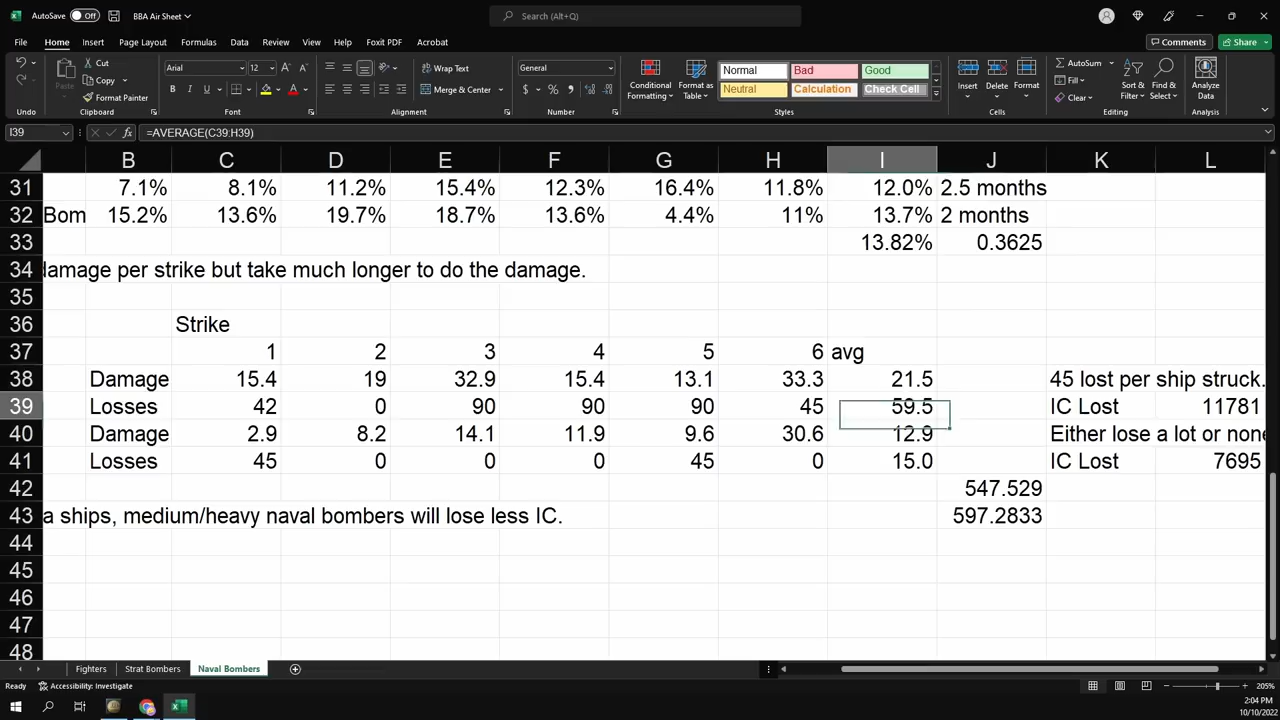 AutoSave Off BBA Air Sheet Search (Alt+Q)
File Home Insert Page Layout Formulas Data Review View Help Foxit PDF Acrobat Comments Share
Cut Arial 12 Wrap Text General Normal Bad Good AutoSum
Copy
Paste Format Painter Merge & Center Conditional Formatting Format as Table Neutral Calculation Check Cell Insert Delete Format Fill Clear Sort & Filter Find & Select Analyze Data
Undo Clipboard Font Alignment Number Styles Cells Editing Analysis
I39 fx =AVERAGE(C39:H39)
B C D E F G H I J K L
31 7.1% 8.1% 11.2% 15.4% 12.3% 16.4% 11.8% 12.0% 2.5 months
32 Bom 15.2% 13.6% 19.7% 18.7% 13.6% 4.4% 11% 13.7% 2 months
33 13.82% 0.3625
34 damage per strike but take much longer to do the damage.
35
36 Strike
37 1 2 3 4 5 6 avg
38 Damage 15.4 19 32.9 15.4 13.1 33.3 21.5 45 lost per ship struck.
39 Losses 42 0 90 90 90 45 59.5 IC Lost 11781
40 Damage 2.9 8.2 14.1 11.9 9.6 30.6 12.9 Either lose a lot or none
41 Losses 45 0 0 0 45 0 15.0 IC Lost 7695
42 547.529
43 a ships, medium/heavy naval bombers will lose less IC. 597.2833
44
45
46
47
48
Fighters Strat Bombers Naval Bombers
Ready Accessibility: Investigate 205%
2:04 PM
10/10/2022